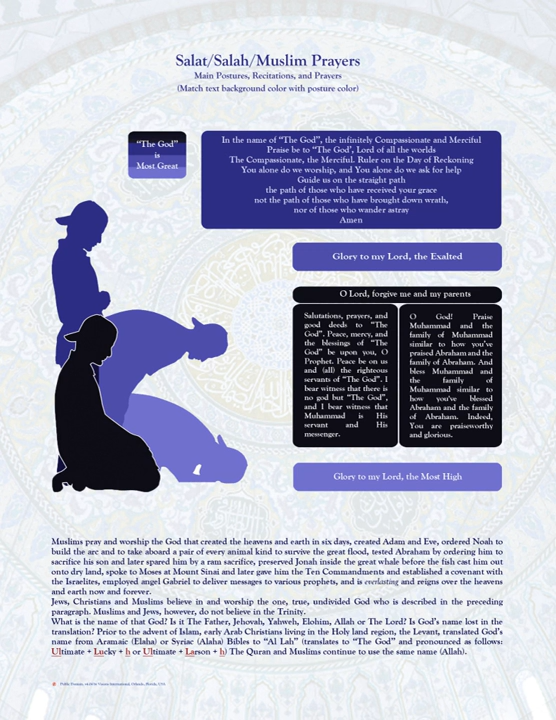 Salat/Salah/Muslim Prayers
Main Postures, Recitations, and Prayers
(Match text background color with posture color)
"The God"
is
Most Great
In the name of "The God", the infinitely Compassionate and Merciful
Praise be to "The God', Lord of all the worlds
The Compassionate, the Merciful. Ruler on the Day of Reckoning
You alone do we worship, and You alone do we ask for help
Guide us on the straight path
the path of those who have received your grace
not the path of those who have brought down wrath,
nor of those who wander astray
Amen
Glory to my Lord, the Exalted
O Lord, forgive me and my parents
Salutations, prayers, and
good deeds to "The
God". Peace, mercy, and
the blessings of "The
God" be upon you, O
Prophet. Peace be on us
and (all) the righteous
servants of "The God". I
bear witness that there is
no god but "The God",
and I bear witness that
Muhammad is His
servant and His
messenger.
O God! Praise
Muhammad and the
family of Muhammad
similar to how you've
praised Abraham and the
family of Abraham. And
bless Muhammad and
the family of
Muhammad similar to
how you've blessed
Abraham and the family
of Abraham. Indeed,
You are praiseworthy
and glorious.
Glory to my Lord, the Most High
Muslims pray and worship the God that created the heavens and earth in six days, created Adam and Eve, ordered Noah to
build the arc and to take aboard a pair of every animal kind to survive the great flood, tested Abraham by ordering him to
sacrifice his son and later spared him by a ram sacrifice, preserved Jonah inside the great whale before the fish cast him out
onto dry land, spoke to Moses at Mount Sinai and later gave him the Ten Commandments and established a covenant with
the Israelites, employed angel Gabriel to deliver messages to various prophets, and is everlasting and reigns over the heavens
and earth now and forever.
Jews, Christians and Muslims believe in and worship the one, true, undivided God who is described in the preceding
paragraph. Muslims and Jews, however, do not believe in the Trinity.
What is the name of that God? Is it The Father, Jehovah, Yahweh, Elohim, Allah or The Lord? Is God's name lost in the
translation? Prior to the advent of Islam, early Arab Christians living in the Holy land region, the Levant, translated God's
name from Aramaic (Elaha) or Syriac (Alaha) Bibles to "Al Lah" (translates to "The God" and pronounced as follows:
Ultimate + Lucky + h or Ultimate + Larson + h) The Quran and Muslims continue to use the same name (Allah).